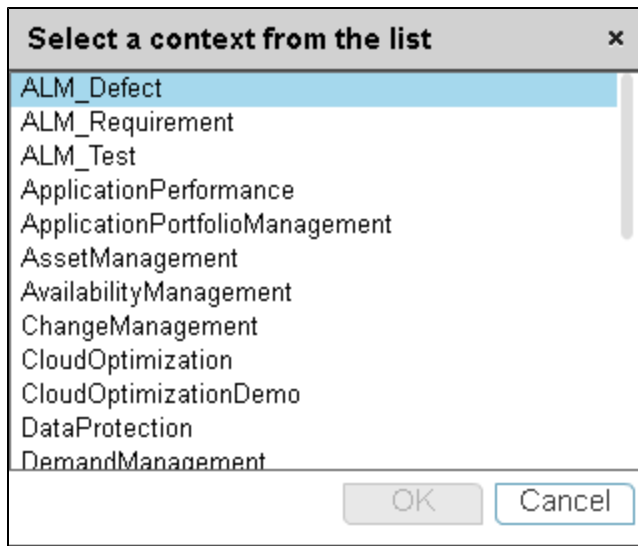 Select a context from the list ×
ALM_Defect
ALM_Requirement
ALM_Test
ApplicationPerformance
ApplicationPortfolioManagement
AssetManagement
AvailabilityManagement
ChangeManagement
CloudOptimization
CloudOptimizationDemo
DataProtection
DemandManagement
OK Cancel